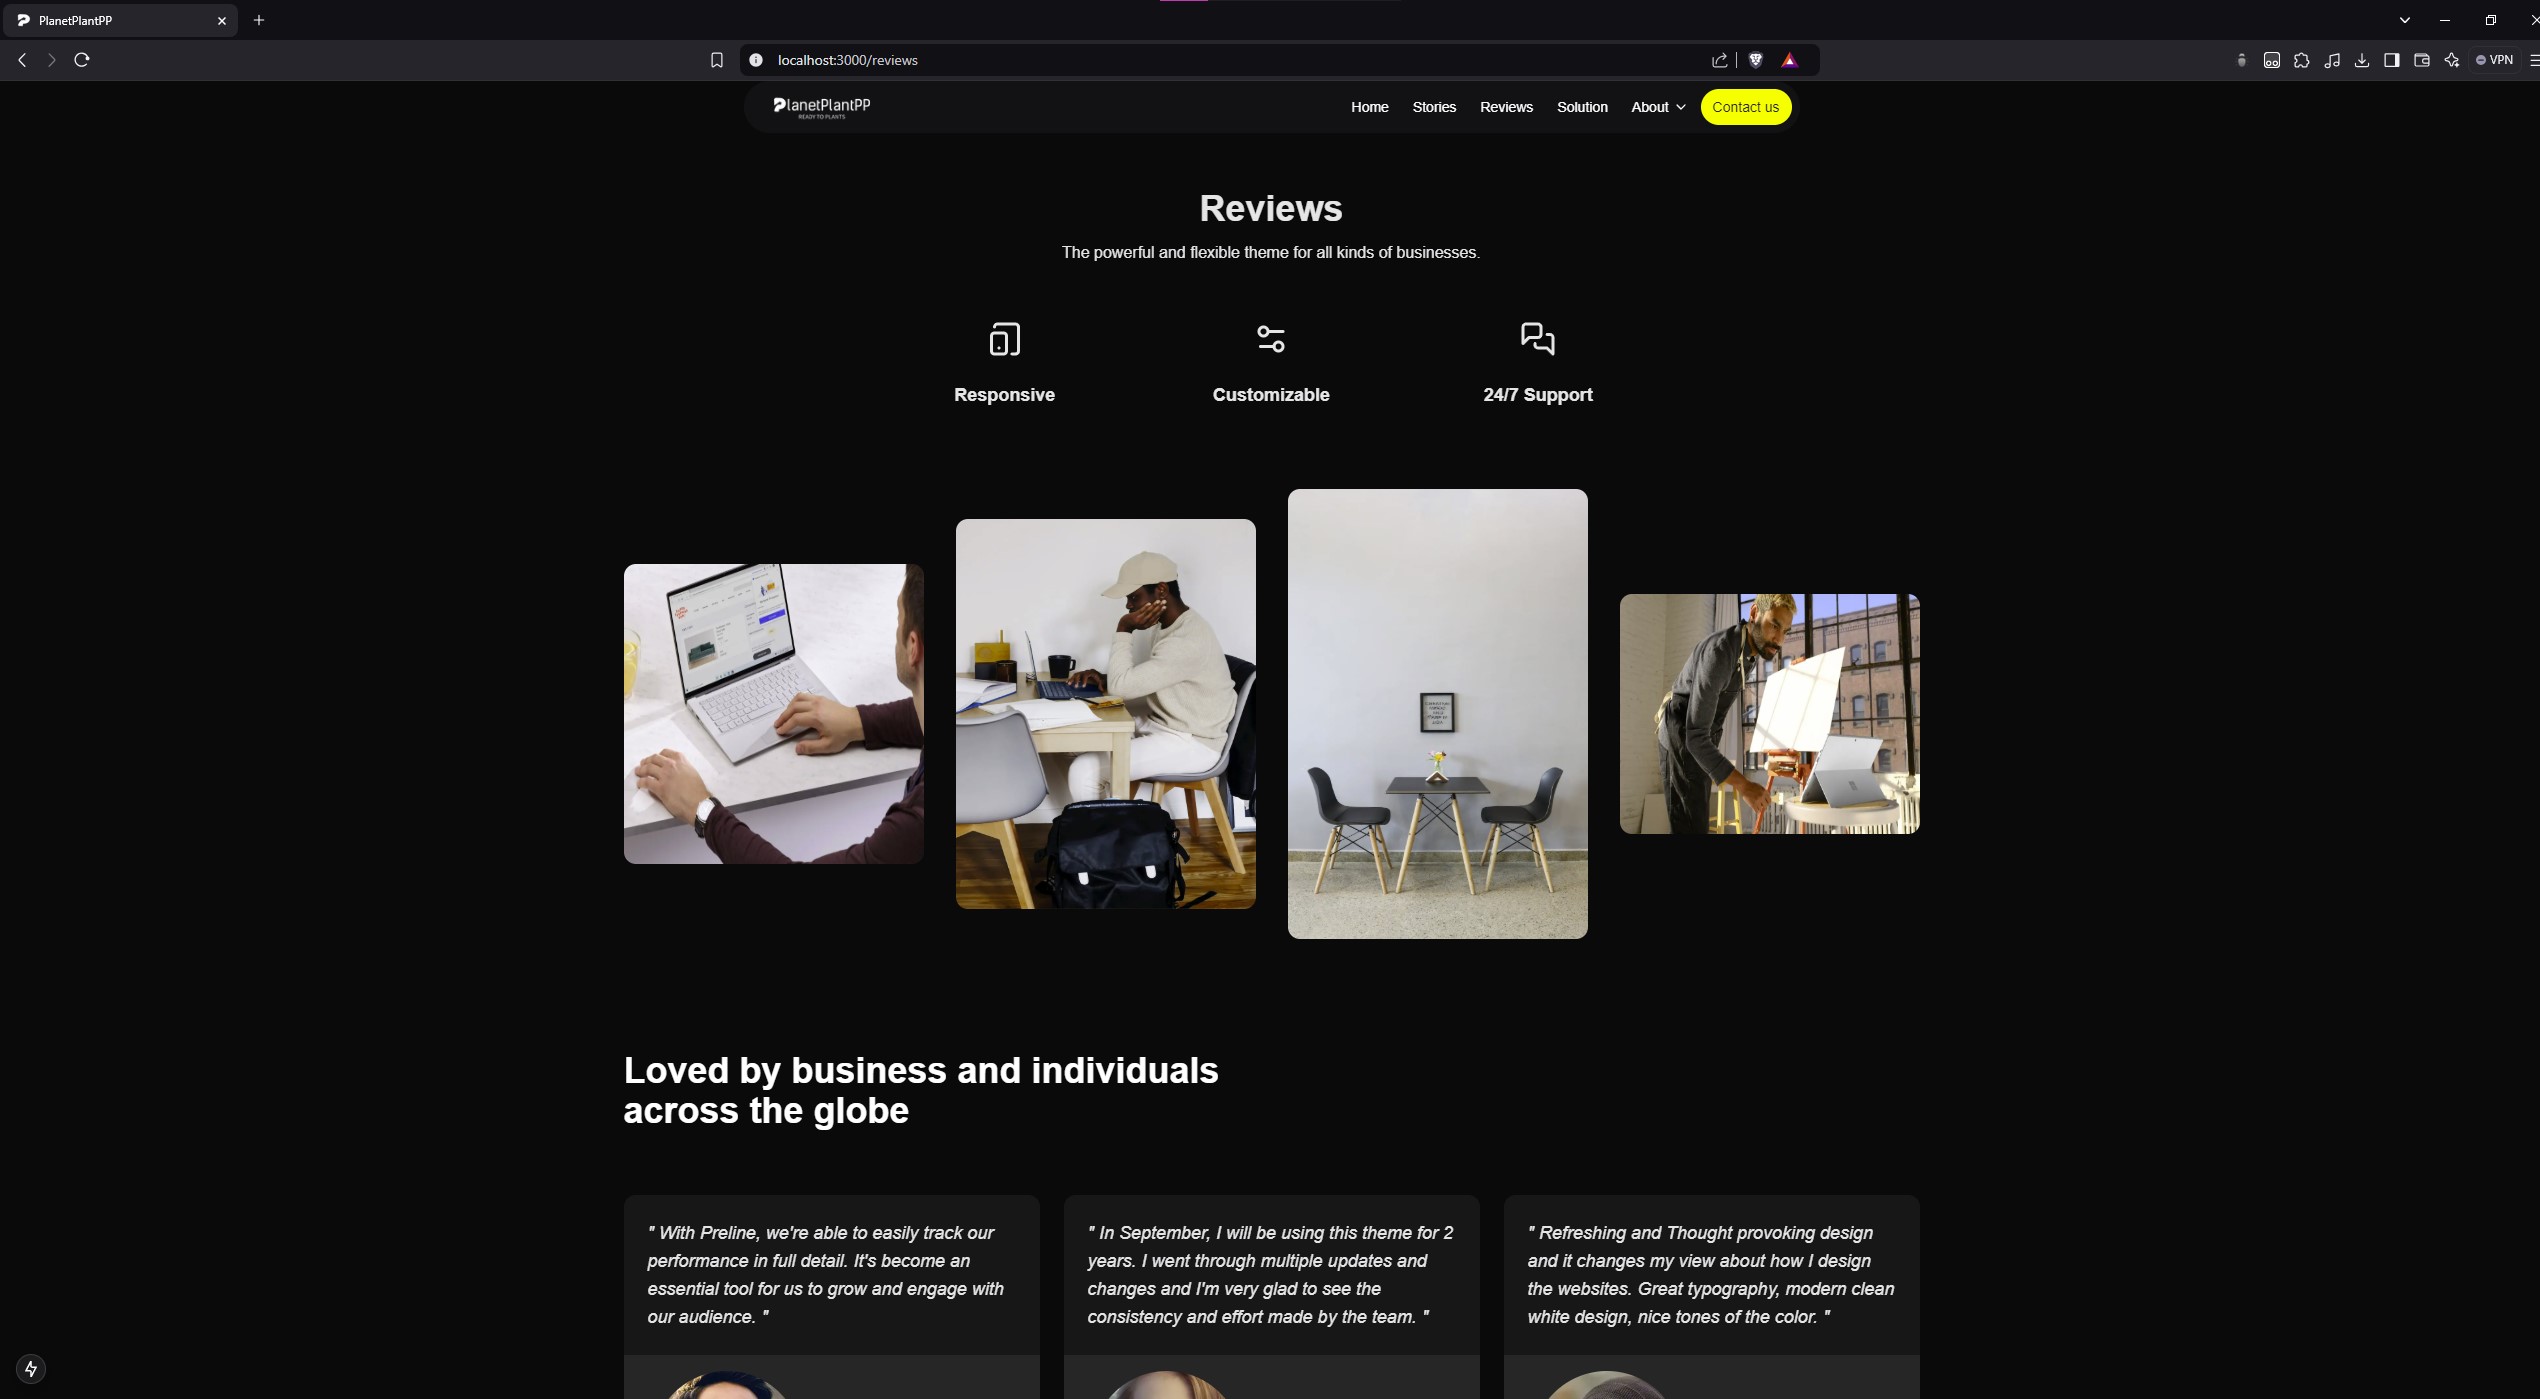 PlanetPlantPP
localhost:3000/reviews
VPN
PlanetPlantPP
READY TO PLANTS
Home
Stories
Reviews
Solution
About
Contact us
Reviews
The powerful and flexible theme for all kinds of businesses.
Responsive
Customizable
24/7 Support
Loved by business and individuals
across the globe
" With Preline, we're able to easily track our
performance in full detail. It's become an
essential tool for us to grow and engage with
our audience. "
" In September, I will be using this theme for 2
years. I went through multiple updates and
changes and I'm very glad to see the
consistency and effort made by the team. "
" Refreshing and Thought provoking design
and it changes my view about how I design
the websites. Great typography, modern clean
white design, nice tones of the color. "